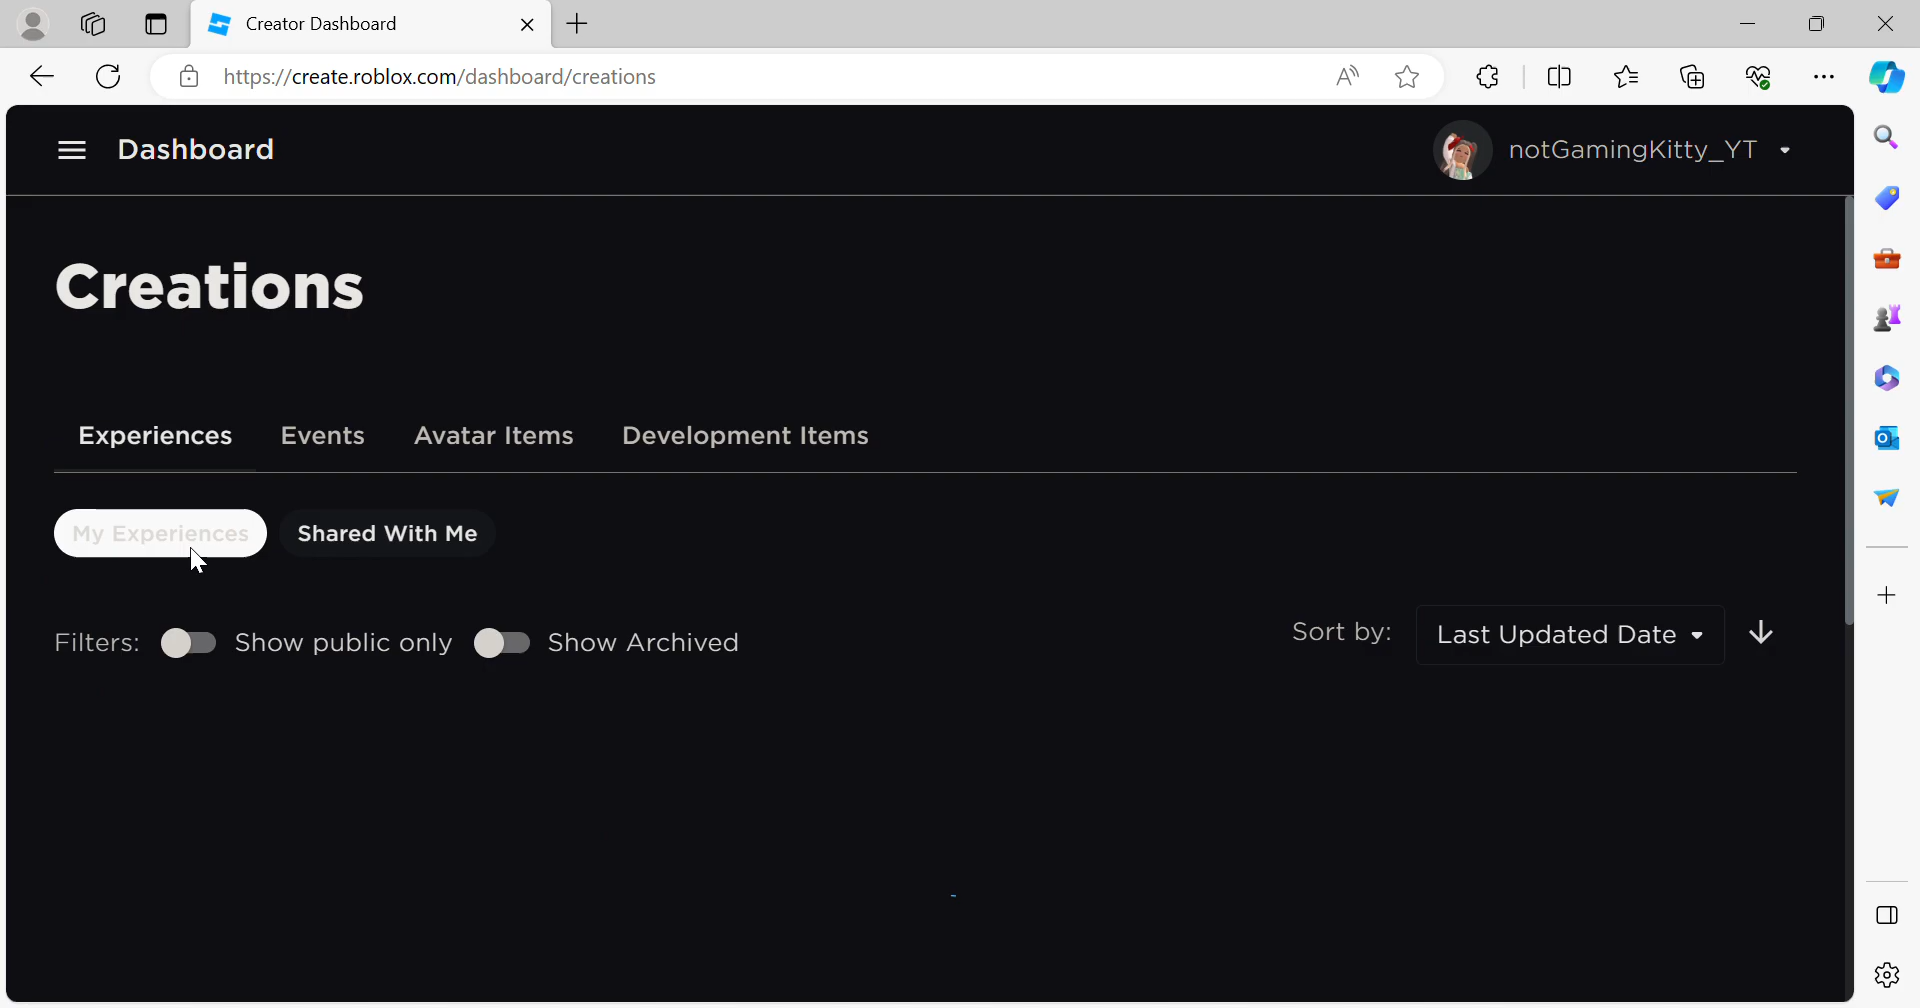 Creator Dashboard
https://create.roblox.com/dashboard/creations
Dashboard
notGamingKitty_YT
Creations
Experiences Events Avatar Items Development Items
My Experiences Shared With Me
Filters: Show public only Show Archived Sort by: Last Updated Date